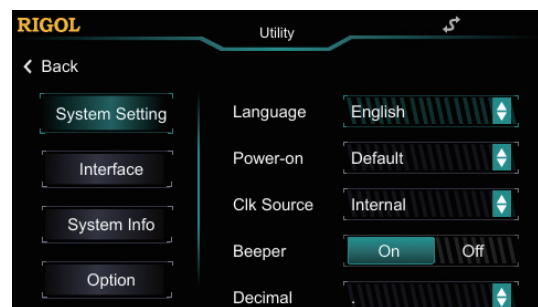 RIGOL
Utility
Back
System Setting
Interface
System Info
Option
Language English
Power-on Default
Clk Source Internal
Beeper On Off
Decimal .